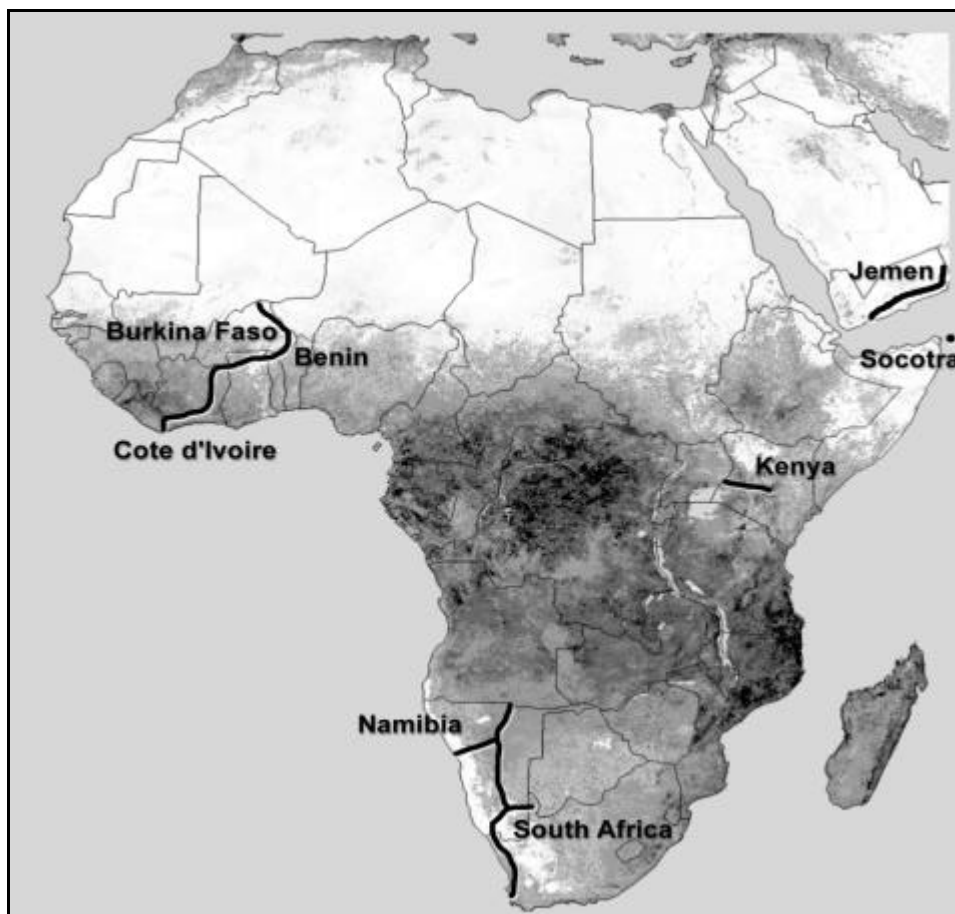 Jemen
Burkina Faso
Benin
Socotra
Cote d'Ivoire
Kenya
Namibia
South Africa